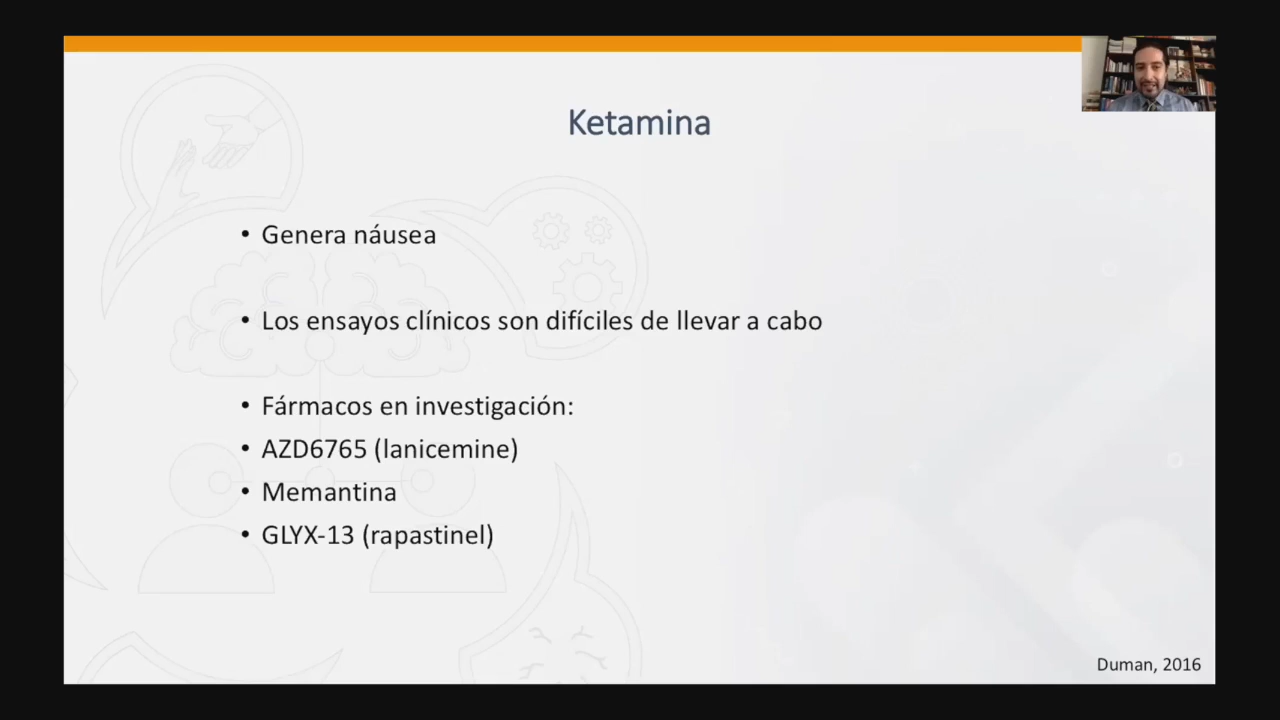 Ketamina
• Genera náusea
• Los ensayos clínicos son difíciles de llevar a cabo
• Fármacos en investigación:
• AZD6765 (lanicemine)
• Memantina
• GLYX-13 (rapastinel)
Duman, 2016